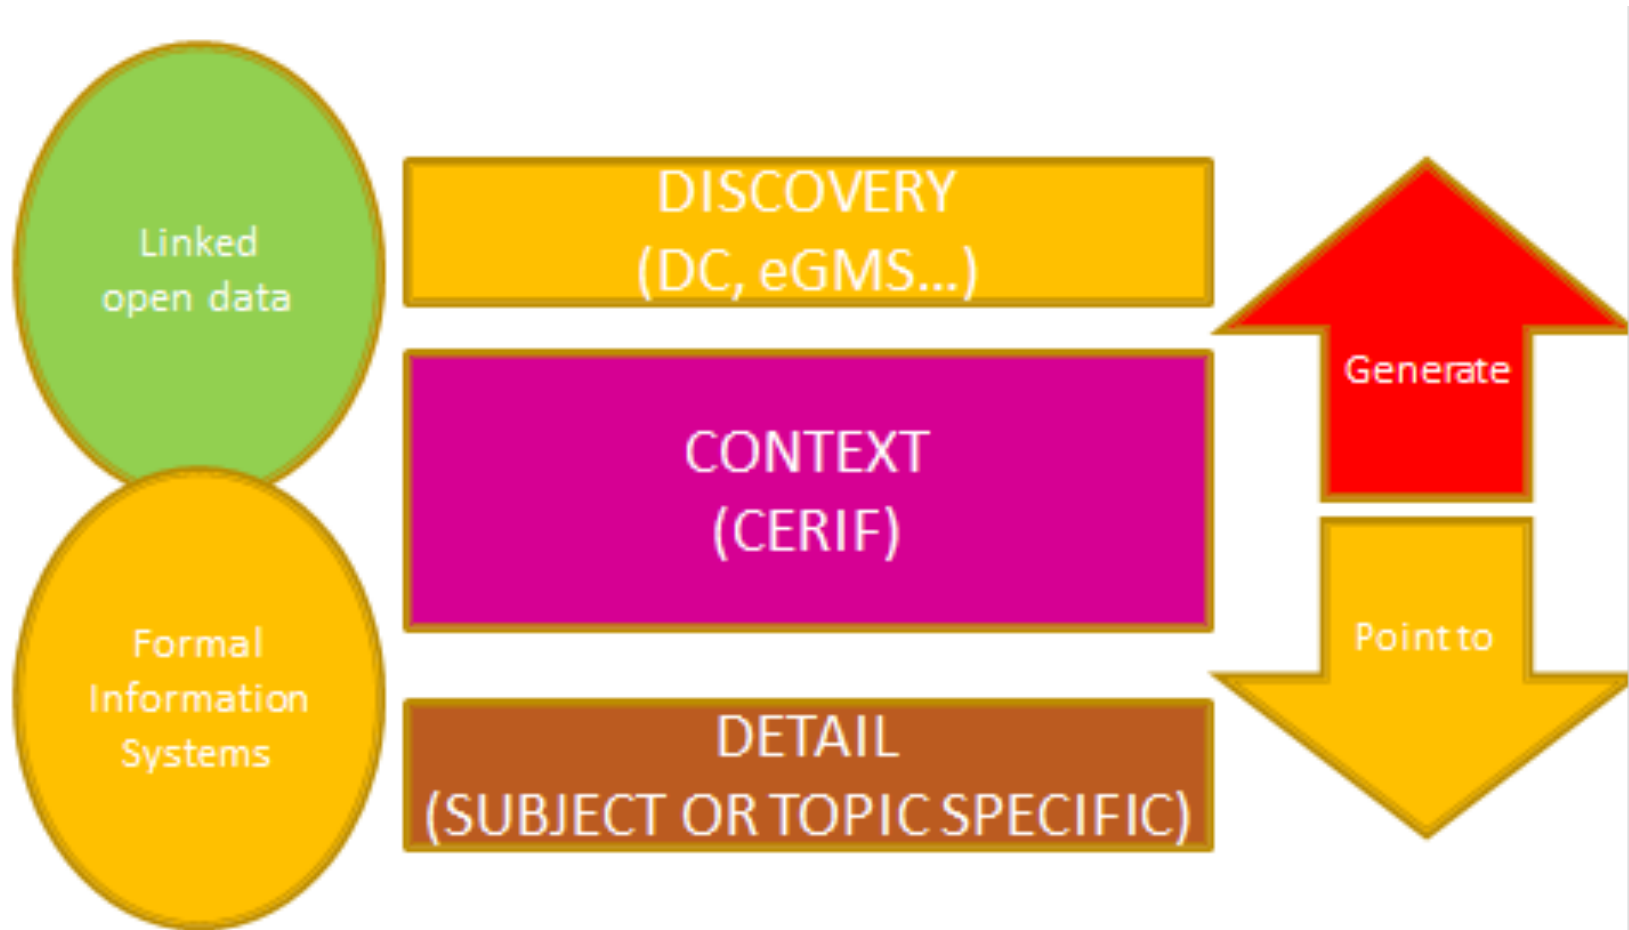 Linked
open data
DISCOVERY
(DC, eGMS...)
Generate
CONTEXT
(CERIF)
Formal
Information
Systems
Point to
DETAIL
(SUBJECT OR TOPIC SPECIFIC)